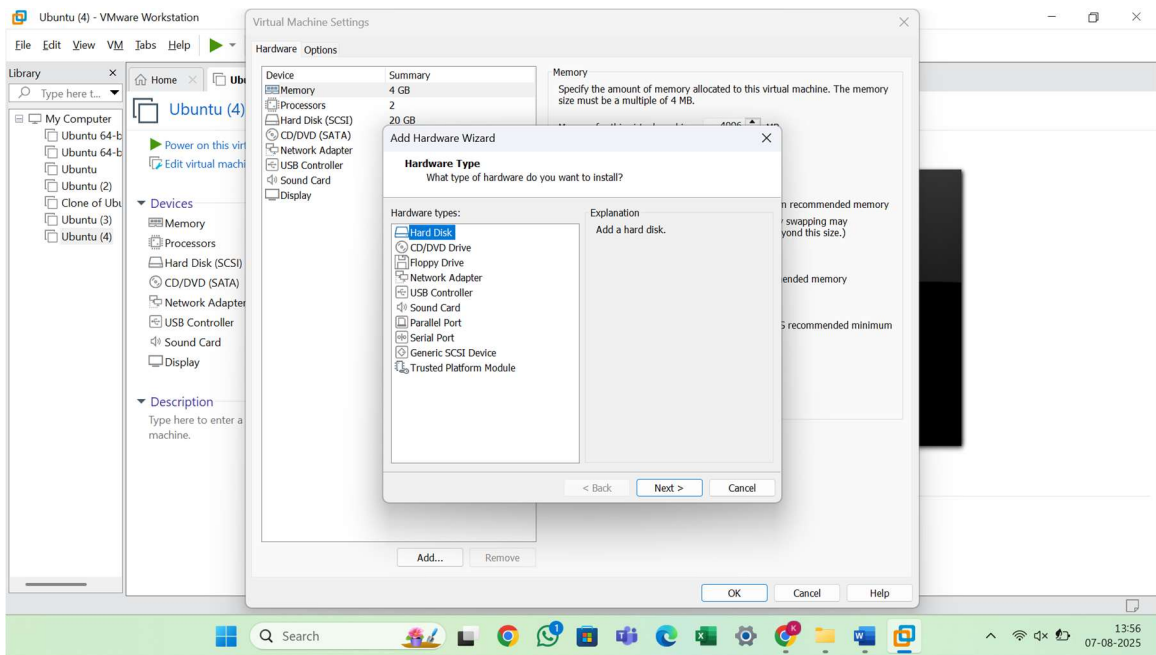 Ubuntu (4) - VMware Workstation
File Edit View VM Tabs Help
Library
Type here t...
My Computer
Ubuntu 64-b
Ubuntu 64-b
Ubuntu
Ubuntu (2)
Clone of Ubu
Ubuntu (3)
Ubuntu (4)
Home
Ubu
Ubuntu (4)
Power on this virt
Edit virtual machi
Devices
Memory
Processors
Hard Disk (SCSI)
CD/DVD (SATA)
Network Adapter
USB Controller
Sound Card
Display
Description
Type here to enter a
machine.
Virtual Machine Settings
Hardware Options
Device Summary
Memory 4 GB
Processors 2
Hard Disk (SCSI) 20 GB
CD/DVD (SATA)
Network Adapter
USB Controller
Sound Card
Display
Memory
Specify the amount of memory allocated to this virtual machine. The memory
size must be a multiple of 4 MB.
n recommended memory
swapping may
yond this size.)
ended memory
recommended minimum
Add Hardware Wizard
Hardware Type
What type of hardware do you want to install?
Hardware types:
Hard Disk
CD/DVD Drive
Floppy Drive
Network Adapter
USB Controller
Sound Card
Parallel Port
Serial Port
Generic SCSI Device
Trusted Platform Module
Explanation
Add a hard disk.
< Back Next > Cancel
Add... Remove
OK Cancel Help
Search
1
K
13:56
07-08-2025